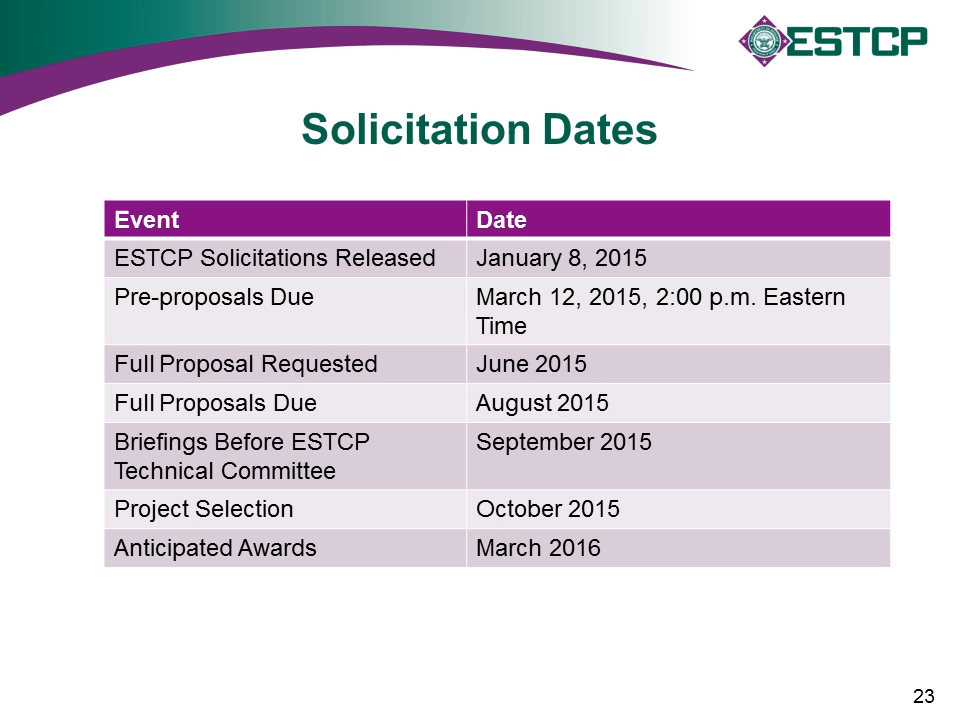 ESTCP
Solicitation Dates
Event Date
ESTCP Solicitations Released January 8, 2015
Pre-proposals Due March 12, 2015, 2:00 p.m. Eastern
Time
Full Proposal Requested June 2015
Full Proposals Due August 2015
Briefings Before ESTCP September 2015
Technical Committee
Project Selection October 2015
Anticipated Awards March 2016
23